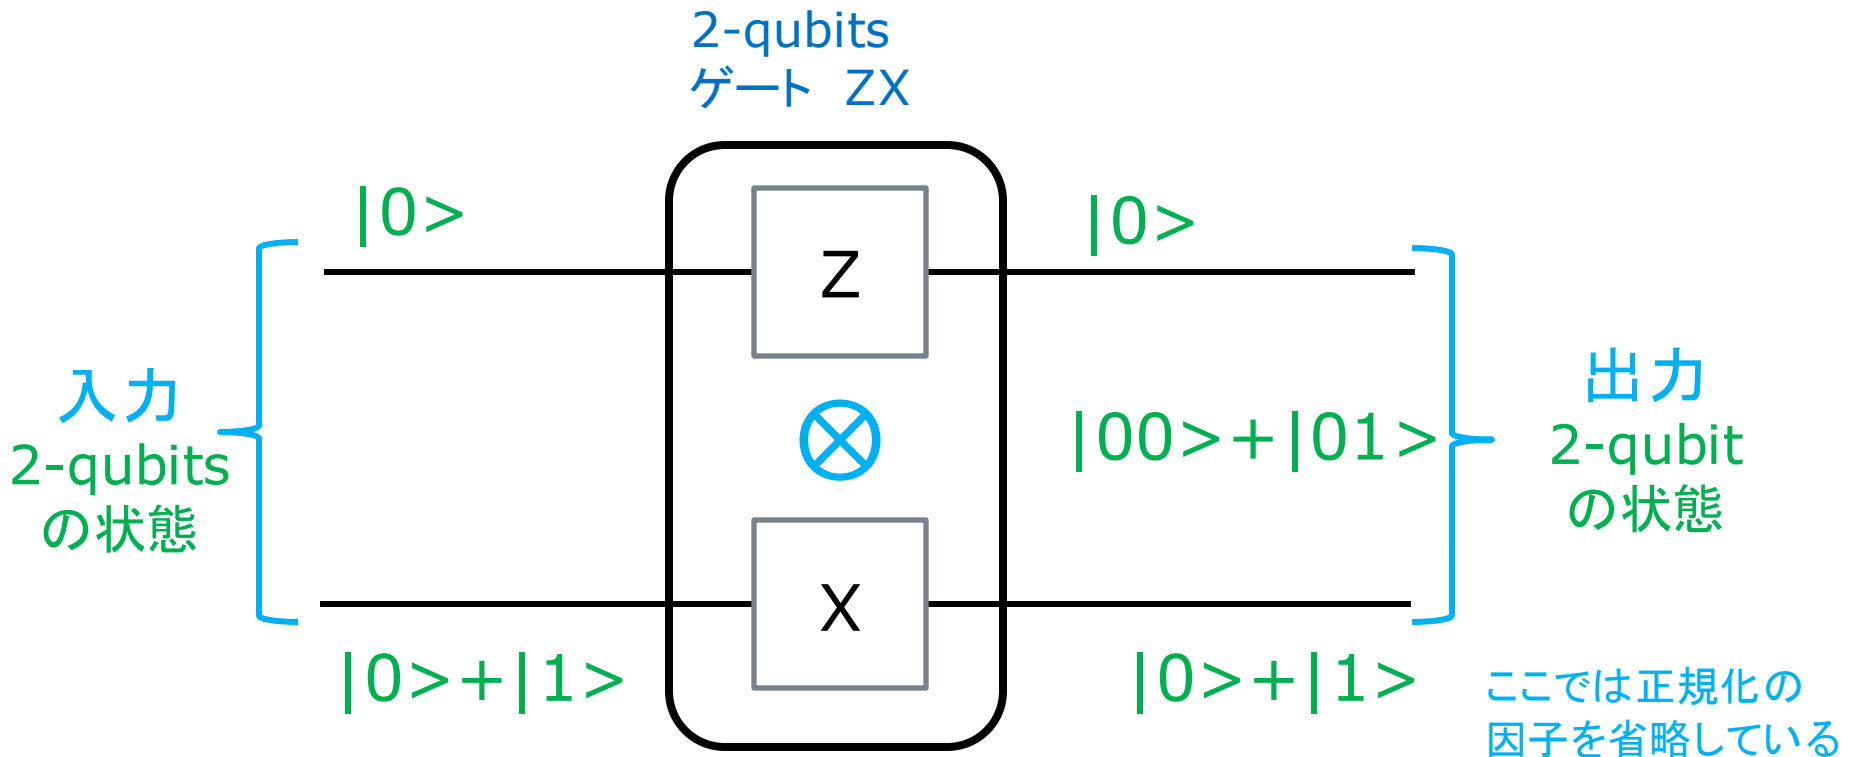 2-qubits
ゲート ZX
|0>
|0>
Z
入力
2-qubits
の状態
|00>+|01>
出力
2-qubit
の状態
X
|0>+|1>
|0>+|1>
ここでは正規化の
因子を省略している